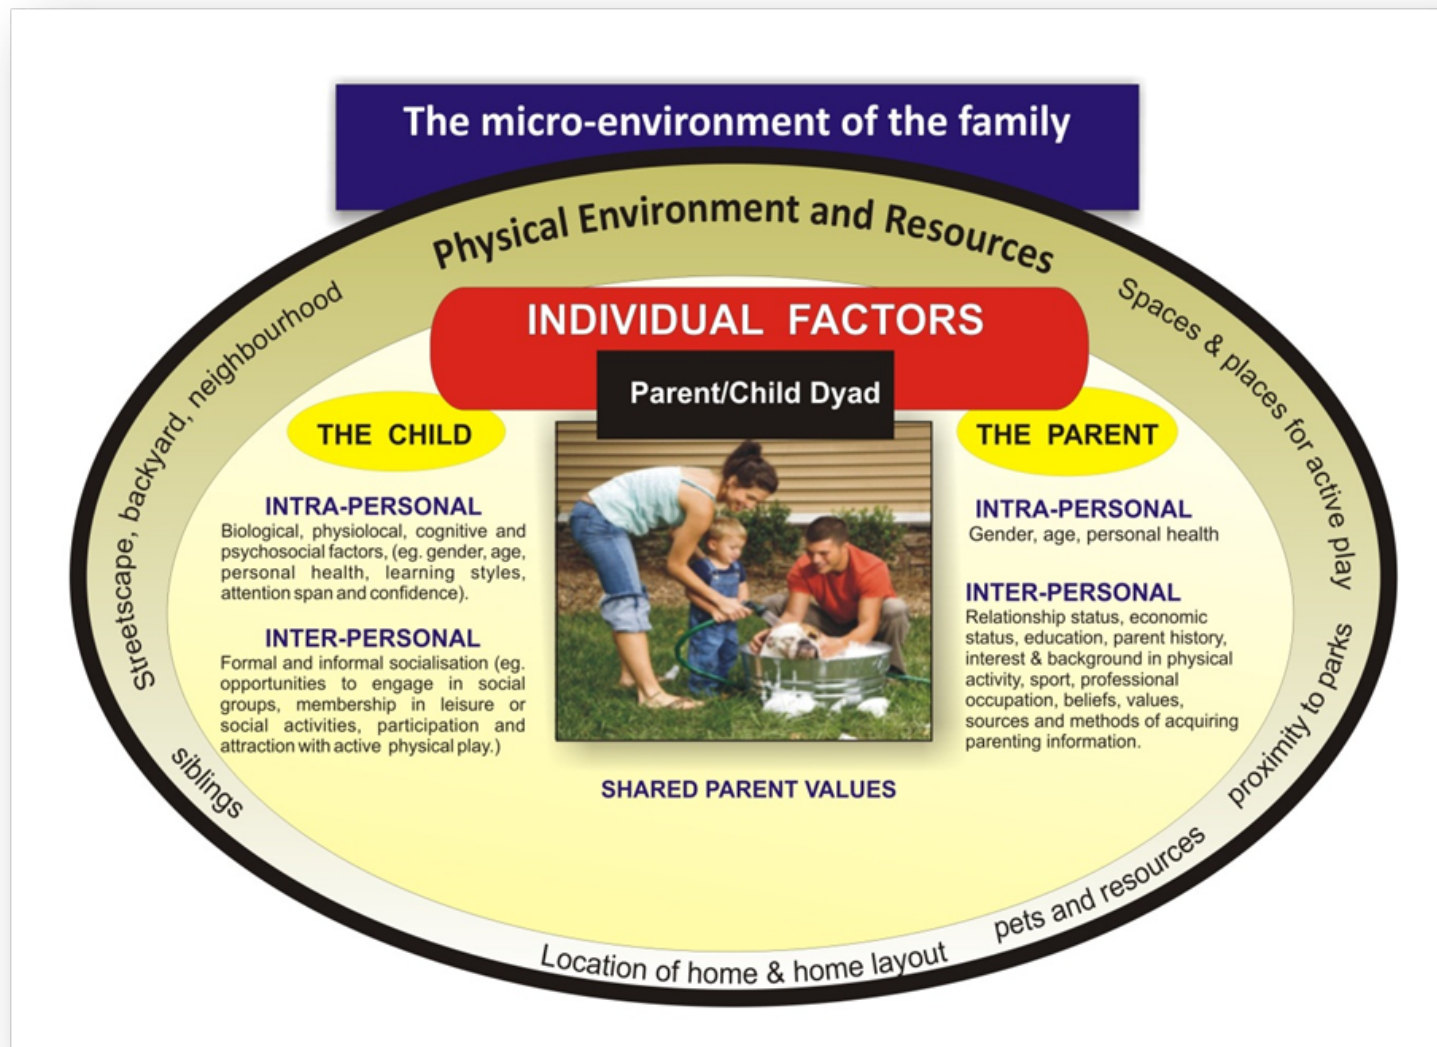 The micro-environment of the family
Physical Environment and Resources
Streetscape, backyard, neighbourhood
Spaces & places for active play
INDIVIDUAL FACTORS
Parent/Child Dyad
THE CHILD
INTRA-PERSONAL
Biological, physiolocal, cognitive and
psychosocial factors, (eg. gender, age,
personal health, learning styles,
attention span and confidence).
INTER-PERSONAL
Formal and informal socialisation (eg.
opportunities to engage in social
groups, membership in leisure or
social activities, participation and
attraction with active physical play.)
THE PARENT
INTRA-PERSONAL
Gender, age, personal health
INTER-PERSONAL
Relationship status, economic
status, education, parent history,
interest & background in physical
activity, sport, professional
occupation, beliefs, values,
sources and methods of acquiring
parenting information.
SHARED PARENT VALUES
siblings
Location of home & home layout
pets and resources
proximity to parks